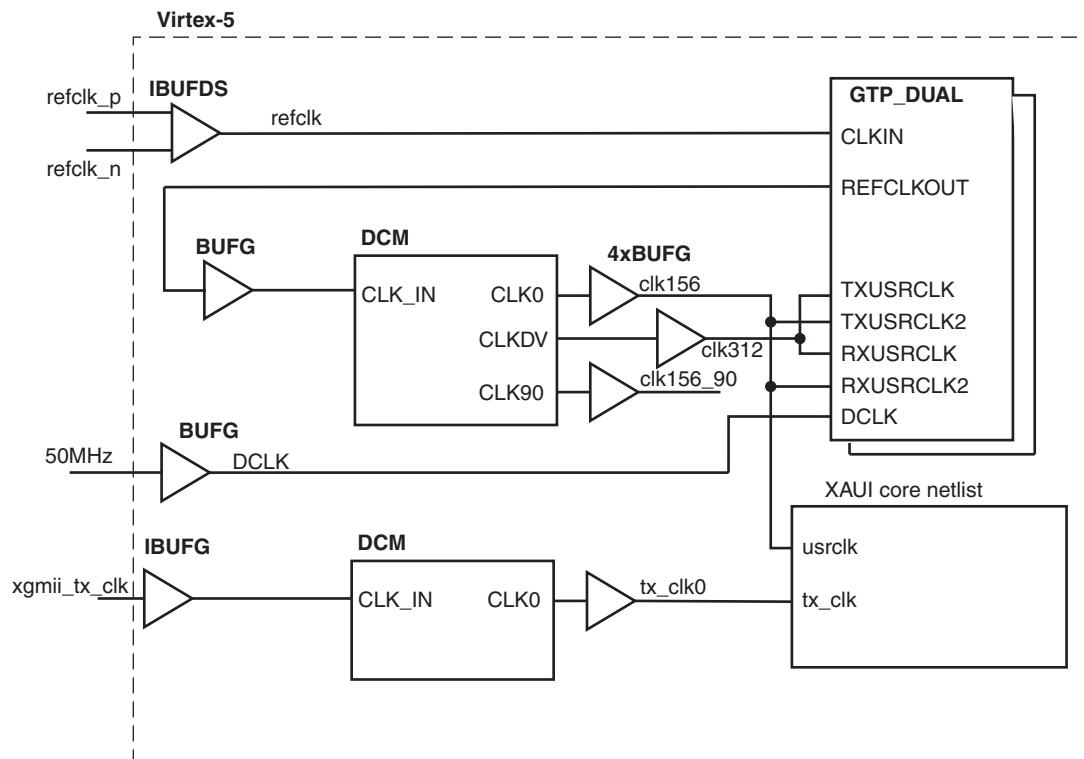 Virtex-5
IBUFDS
refclk_p
refclk
refclk_n
GTP_DUAL
CLKIN
REFCLKOUT
BUFG
DCM
4xBUFG
CLK_IN
CLK0
clk156
CLKDV
clk312
CLK90
clk156_90
TXUSRCLK
TXUSRCLK2
RXUSRCLK
RXUSRCLK2
DCLK
BUFG
50MHz
DCLK
XAUI core netlist
usrclk
tx_clk
IBUFG
DCM
xgmii_tx_clk
CLK_IN
CLK0
tx_clk0